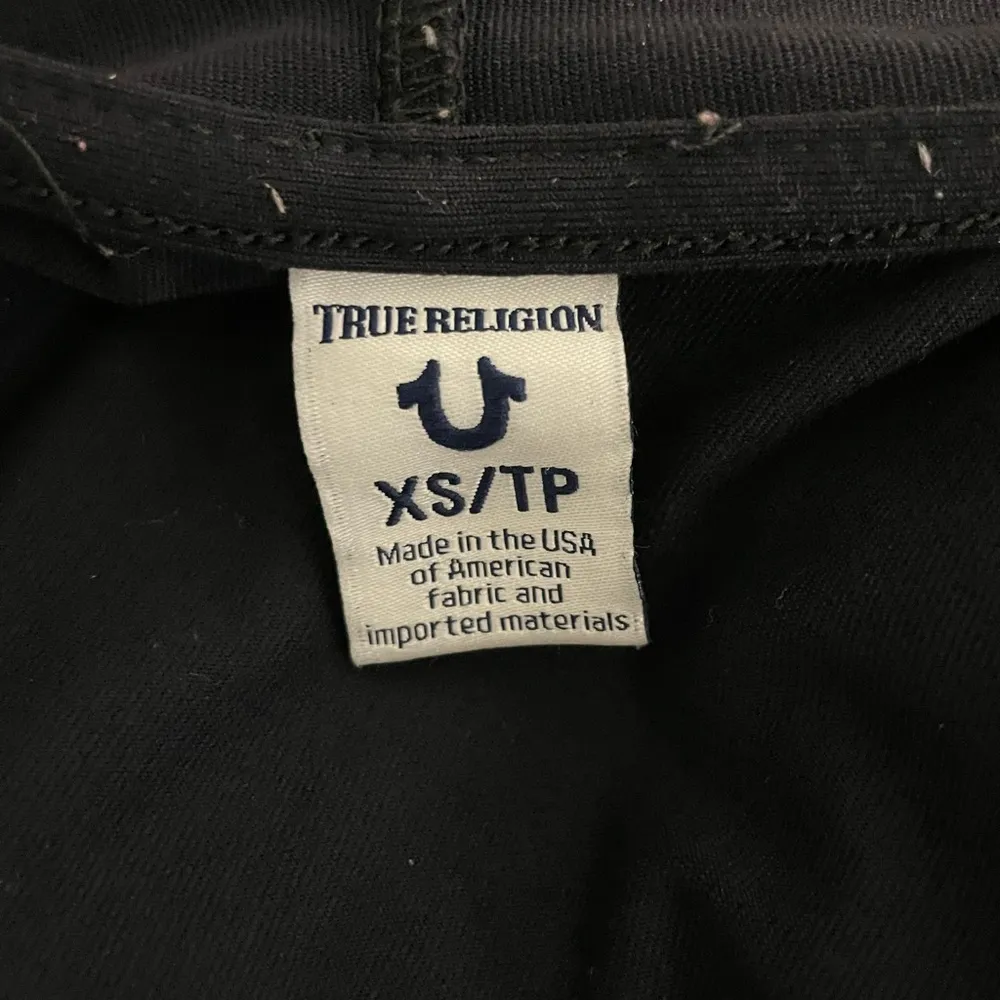 TRUE RELIGION
XS/TP
Made in the USA
of American
fabric and
imported materials